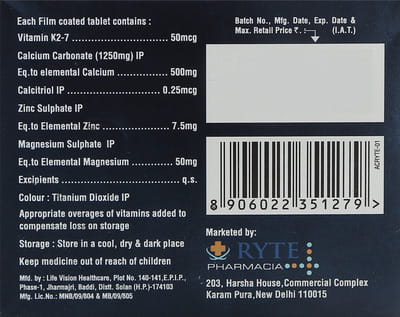 Each Film coated tablet contains :
Vitamin K2-7 ........................... 50mcg
Calcium Carbonate (1250mg) IP
Eq.to elemental Calcium ............... 500mg
Calcitriol IP ........................ 0.25mcg
Zinc Sulphate IP
Eq.to Elemental Zinc .................. 7.5mg
Magnesium Sulphate IP
Eq.to Elemental Magnesium ............. 50mg
Excipients ............................ q.s.
Colour : Titanium Dioxide IP
Appropriate overages of vitamins added to
compensate loss on storage
Storage : Store in a cool, dry & dark place
Keep medicine out of reach of children
Mfd. by : Life Vision Healthcare, Plot No. 140-141, E.P.I.P.,
Phase-1, Jharmajri, Baddi, Distt. Solan (H.P.)-174103
Mfg. Lic.No.: MNB/09/804 & MB/09/805
Batch No., Mfg. Date, Exp. Date &
Max. Retail Price ₹. : (I.A.T.)
ACRYTE-01
8 906022 351279 >
Marketed by:
RYTE
PHARMACIA
203, Harsha House,Commercial Complex
Karam Pura,New Delhi 110015